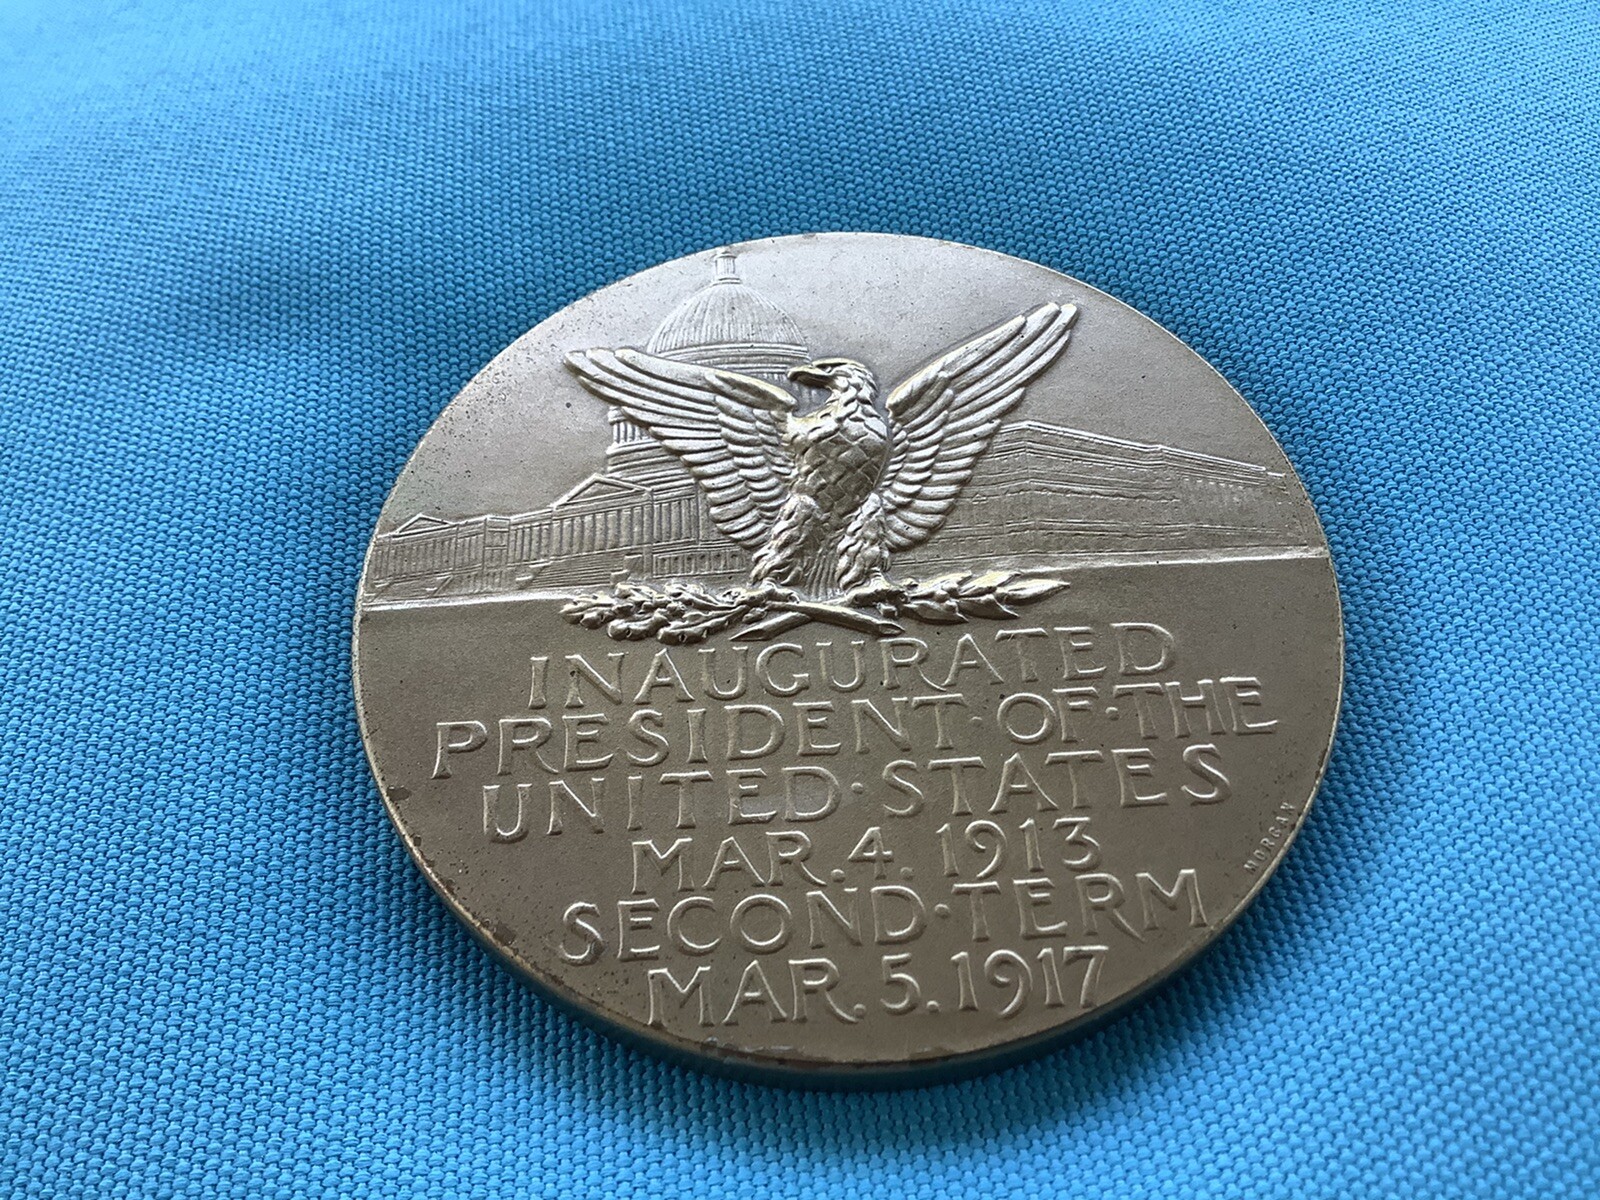 INAUGURATED
PRESIDENT·OF·THE
UNITED·STATES
MAR.4.1913
SECOND·TERM
MAR.5.1917
MORGAN